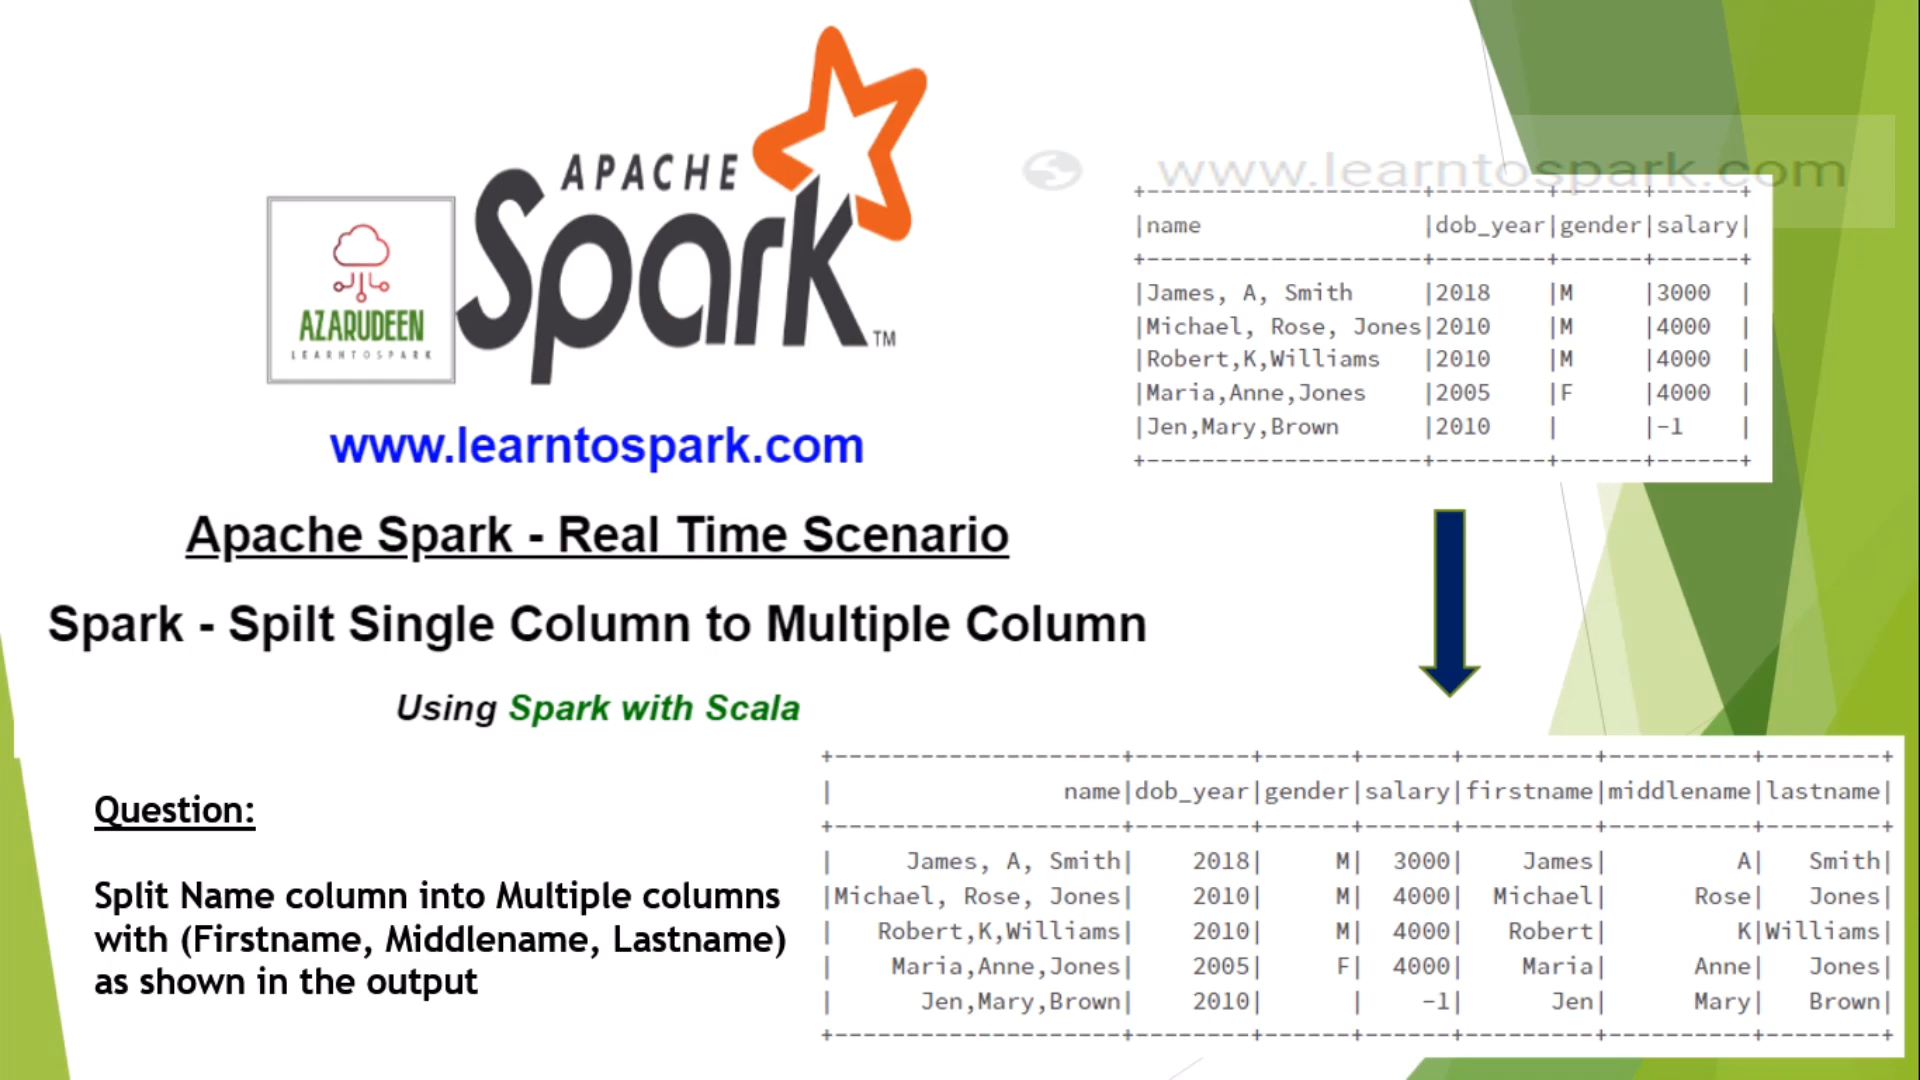 APACHE
Spark™
AZARUDEEN
LEARNTOSPARK
www.learntospark.com
Apache Spark - Real Time Scenario
Spark - Spilt Single Column to Multiple Column
Using Spark with Scala
Question:
Split Name column into Multiple columns
with (Firstname, Middlename, Lastname)
as shown in the output
www.learntospark.com
+--------------------+--------+------+------+
|name                |dob_year|gender|salary|
+--------------------+--------+------+------+
|James, A, Smith     |2018    |M     |3000  |
|Michael, Rose, Jones|2010    |M     |4000  |
|Robert,K,Williams   |2010    |M     |4000  |
|Maria,Anne,Jones    |2005    |F     |4000  |
|Jen,Mary,Brown      |2010    |      |-1    |
+--------------------+--------+------+------+
+--------------------+--------+------+------+---------+----------+--------+
|                name|dob_year|gender|salary|firstname|middlename|lastname|
+--------------------+--------+------+------+---------+----------+--------+
|     James, A, Smith|    2018|     M|  3000|    James|         A|   Smith|
|Michael, Rose, Jones|    2010|     M|  4000|  Michael|      Rose|   Jones|
|   Robert,K,Williams|    2010|     M|  4000|   Robert|         K|Williams|
|    Maria,Anne,Jones|    2005|     F|  4000|    Maria|      Anne|   Jones|
|      Jen,Mary,Brown|    2010|      |    -1|      Jen|      Mary|   Brown|
+--------------------+--------+------+------+---------+----------+--------+